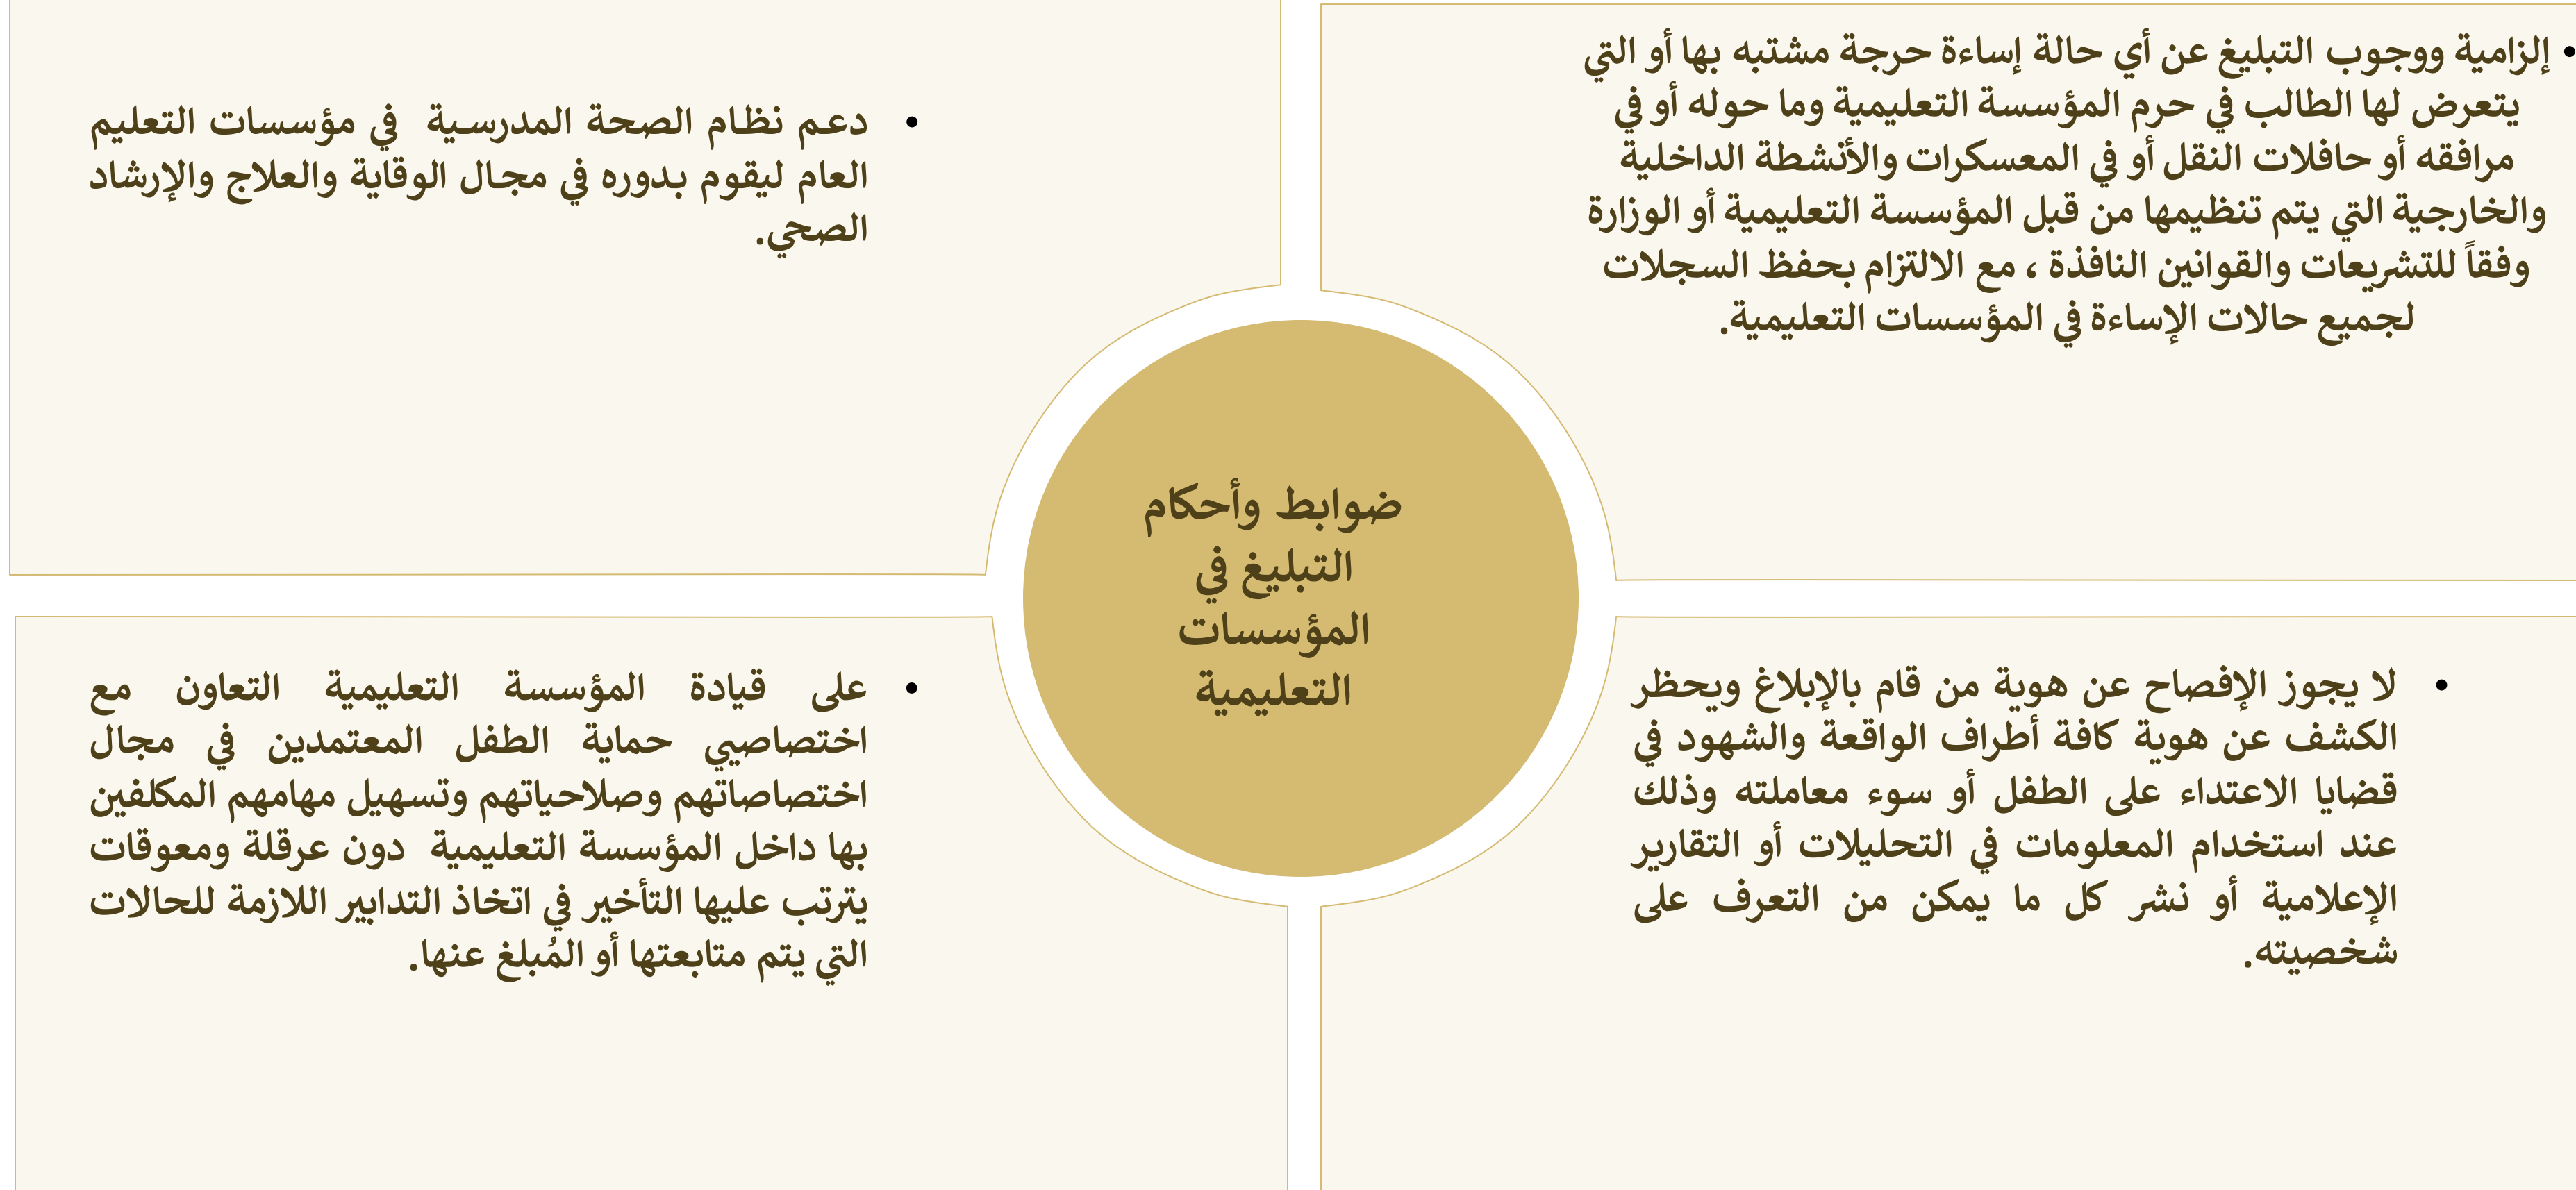 • إلزامية ووجوب التبليغ عن أي حالة إساءة حرجة مشتبه بها أو التي
يتعرض لها الطالب في حرم المؤسسة التعليمية وما حوله أو في
مرافقه أو حافلات النقل أو في المعسكرات والأنشطة الداخلية
والخارجية التي يتم تنظيمها من قبل المؤسسة التعليمية أو الوزارة
وفقاً للتشريعات والقوانين النافذة ، مع الالتزام بحفظ السجلات
لجميع حالات الإساءة في المؤسسات التعليمية.
• دعم نظام الصحة المدرسية في مؤسسات التعليم
العام ليقوم بدوره في مجال الوقاية والعلاج والإرشاد
الصحي.
ضوابط وأحكام
التبليغ في
المؤسسات
التعليمية
• لا يجوز الإفصاح عن هوية من قام بالإبلاغ ويحظر
الكشف عن هوية كافة أطراف الواقعة والشهود في
قضايا الاعتداء على الطفل أو سوء معاملته وذلك
عند استخدام المعلومات في التحليلات أو التقارير
الإعلامية أو نشر كل ما يمكن من التعرف على
شخصيته.
• على قيادة المؤسسة التعليمية التعاون مع
اختصاصيي حماية الطفل المعتمدين في مجال
اختصاصاتهم وصلاحياتهم وتسهيل مهامهم المكلفين
بها داخل المؤسسة التعليمية دون عرقلة ومعوقات
يترتب عليها التأخير في اتخاذ التدابير اللازمة للحالات
التي يتم متابعتها أو المُبلغ عنها.